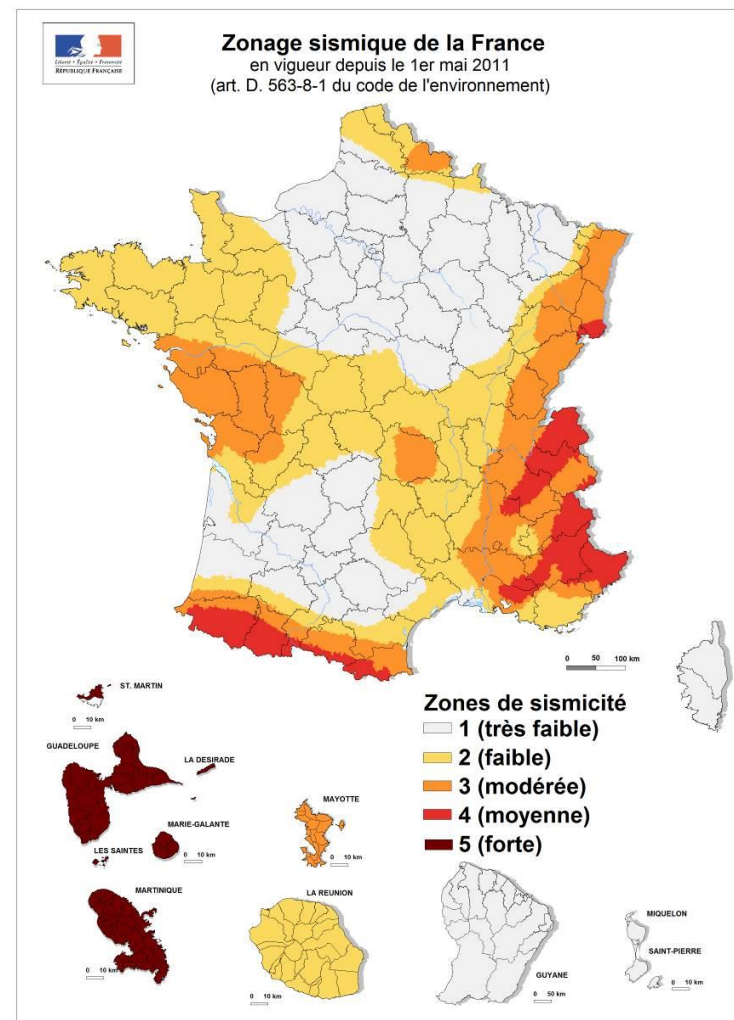 Liberté • Égalité • Fraternité
RÉPUBLIQUE FRANÇAISE
Zonage sismique de la France
en vigueur depuis le 1er mai 2011
(art. D. 563-8-1 du code de l'environnement)
0 50 100 km
ST. MARTIN
0 10 km
GUADELOUPE
LA DESIRADE
MARIE-GALANTE
LES SAINTES
0 10 km
MAYOTTE
0 10 km
Zones de sismicité
1 (très faible)
2 (faible)
3 (modérée)
4 (moyenne)
5 (forte)
MARTINIQUE
0 10 km
LA REUNION
0 10 km
GUYANE
0 50 km
MIQUELON
SAINT-PIERRE
0 10 km